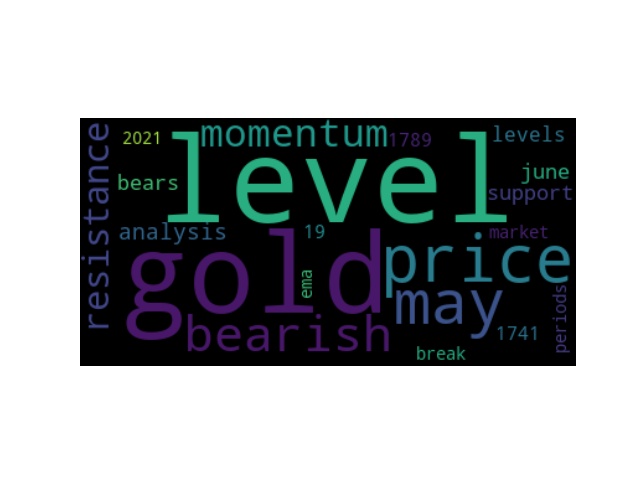 resistance
2021
momentum
1789
levels
level
bears
june
support
analysis
19
market
gold
price
ema
may
periods
bearish
1741
break